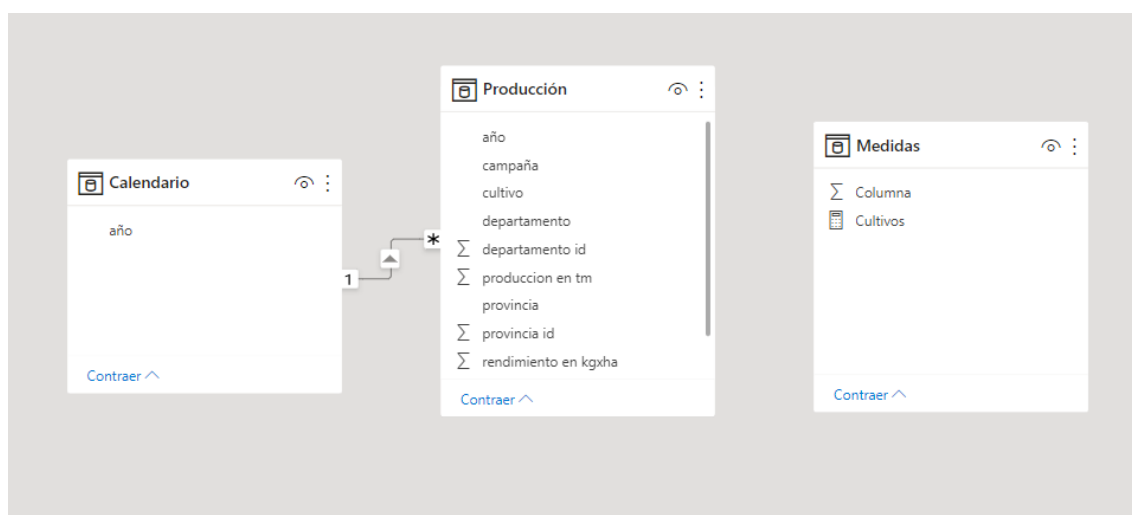 Calendario
año
Contraer
1
*
Producción
año
campaña
cultivo
departamento
∑ departamento id
∑ produccion en tm
provincia
∑ provincia id
∑ rendimiento en kgxha
Contraer
Medidas
∑ Columna
Cultivos
Contraer